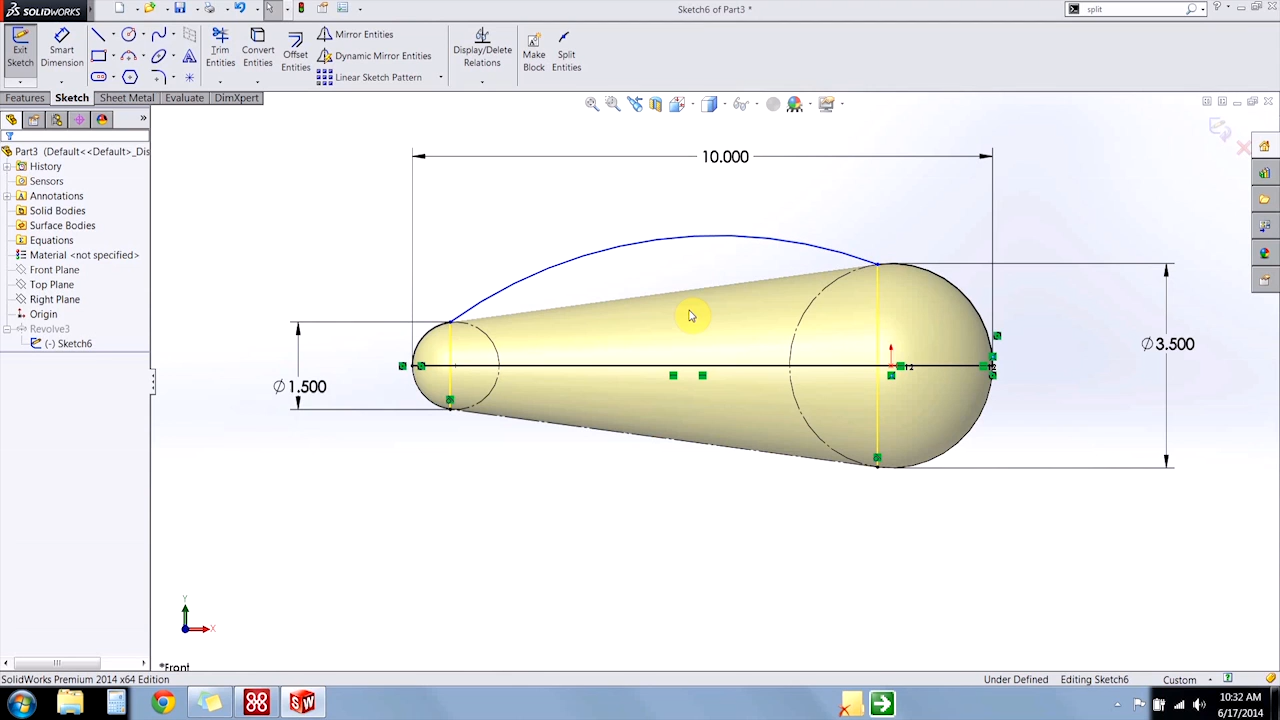 SOLIDWORKS
Sketch6 of Part3 *
split
Exit Sketch
Smart Dimension
Trim Entities
Convert Entities
Offset Entities
Mirror Entities
Dynamic Mirror Entities
Linear Sketch Pattern
Display/Delete Relations
Make Block
Split Entities
Features
Sketch
Sheet Metal
Evaluate
DimXpert
Part3 (Default<<Default>_Dis
History
Sensors
Annotations
Solid Bodies
Surface Bodies
Equations
Material <not specified>
Front Plane
Top Plane
Right Plane
Origin
Revolve3
(-) Sketch6
10.000
Ø1.500
Ø3.500
Y
X
*Front
SolidWorks Premium 2014 x64 Edition
Under Defined
Editing Sketch6
Custom
10:32 AM
6/17/2014